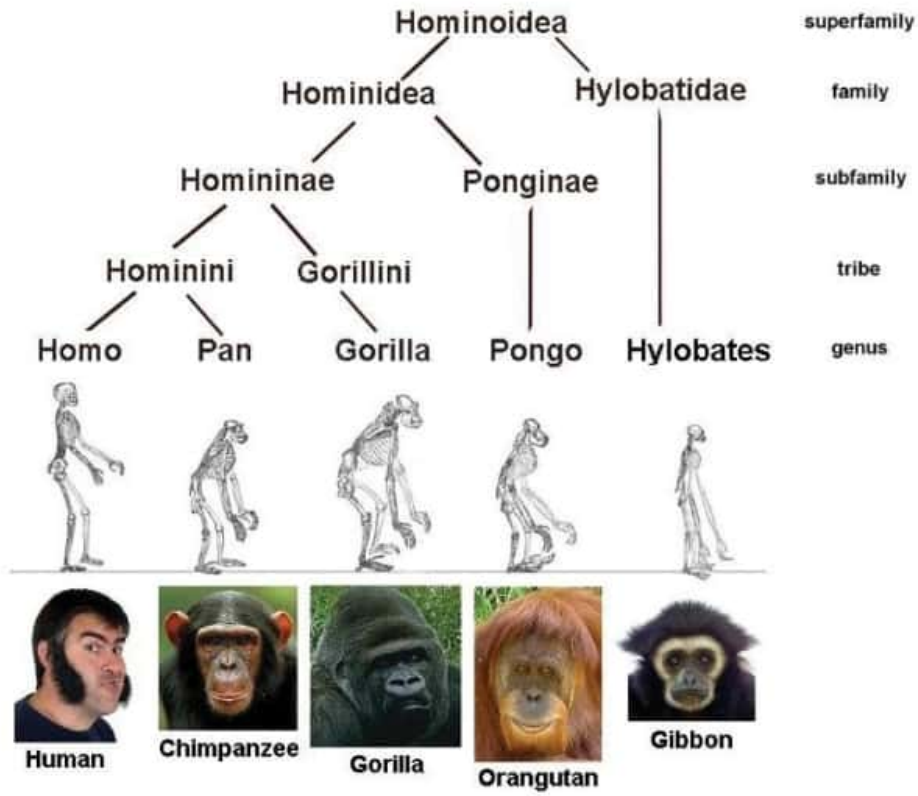 Hominoidea superfamily
Hominidea Hylobatidae family
Homininae Ponginae subfamily
Hominini Gorillini tribe
Homo Pan Gorilla Pongo Hylobates genus
Human Chimpanzee Gorilla Orangutan Gibbon